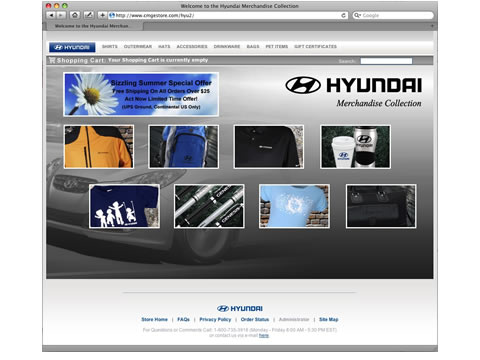 Welcome to the Hyundai Merchandise Collection
http://www.cmgestore.com/hyu2/
Google
Welcome to the Hyundai Merchan...
HYUNDAI SHIRTS OUTERWEAR HATS ACCESSORIES DRINKWARE BAGS PET ITEMS GIFT CERTIFICATES
Shopping Cart: Your Shopping Cart is currently empty Search:
Sizzling Summer Special Offer
Free Shipping On All Orders Over $25
Act Now Limited Time Offer!
(UPS Ground, Continental US Only)
HYUNDAI
Merchandise Collection
HYUNDAI
Store Home | FAQs | Privacy Policy | Order Status | Administrator | Site Map
For Questions or Comments Call: 1-800-735-3916 (Monday - Friday 8:00 AM - 5:30 PM EST)
or contact us via e-mail here.